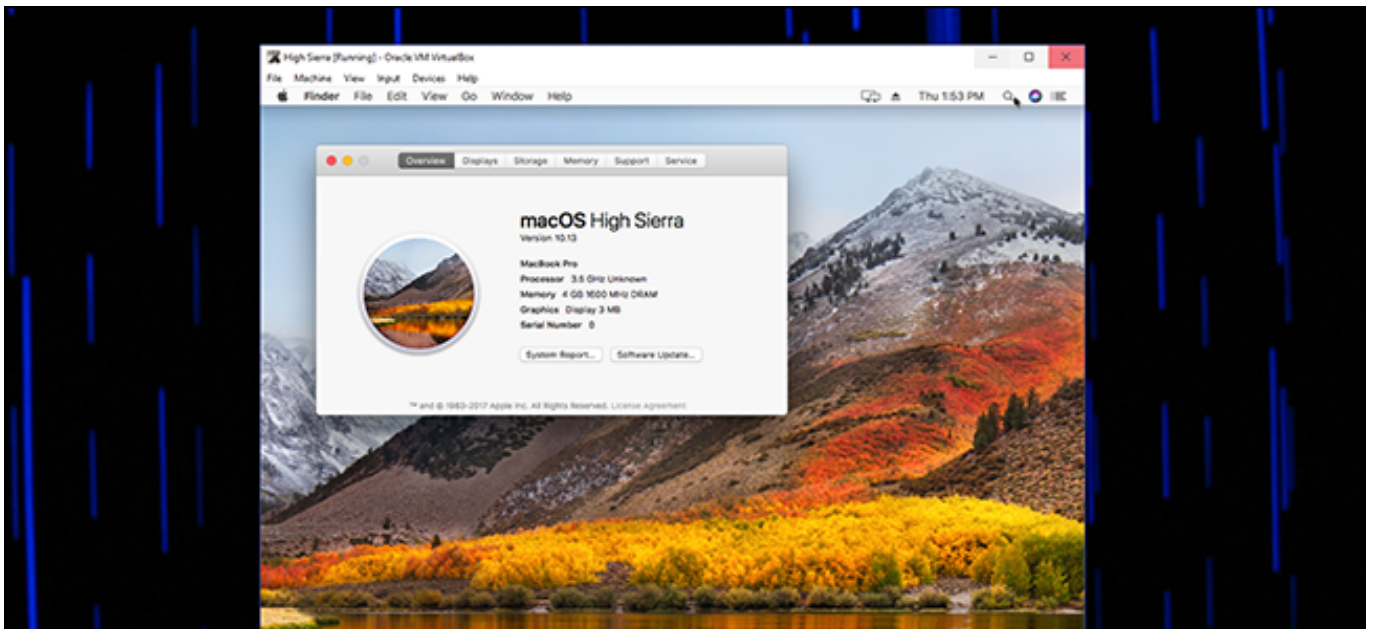 High Sierra [Running] - Oracle VM VirtualBox
File Machine View Input Devices Help
Finder File Edit View Go Window Help Thu 1:53 PM
Overview Displays Storage Memory Support Service
macOS High Sierra
Version 10.13
MacBook Pro
Processor 3.5 GHz Unknown
Memory 4 GB 1600 MHz DRAM
Graphics Display 3 MB
Serial Number 0
System Report... Software Update...
™ and © 1983-2017 Apple Inc. All Rights Reserved. License Agreement